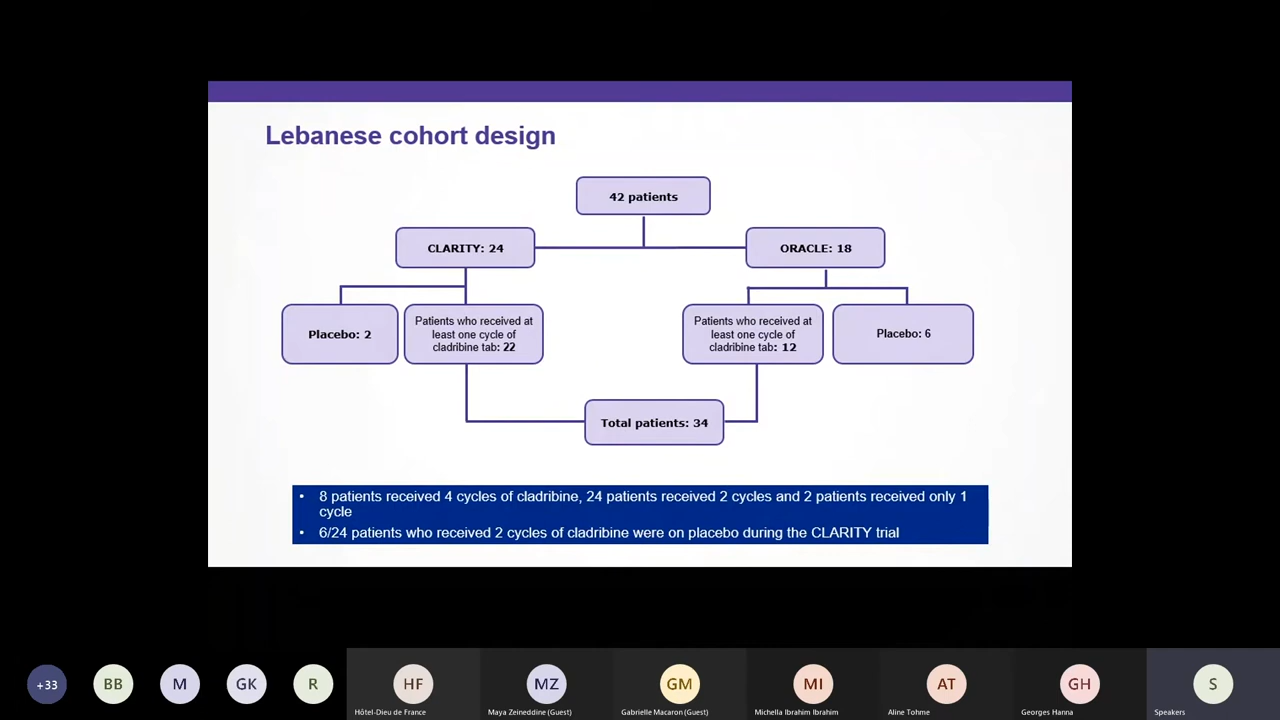 Lebanese cohort design
42 patients
CLARITY: 24
ORACLE: 18
Placebo: 2
Patients who received at
least one cycle of
cladribine tab: 22
Patients who received at
least one cycle of
cladribine tab: 12
Placebo: 6
Total patients: 34
• 8 patients received 4 cycles of cladribine, 24 patients received 2 cycles and 2 patients received only 1
cycle
• 6/24 patients who received 2 cycles of cladribine were on placebo during the CLARITY trial
+33
BB
M
GK
R
HF
MZ
GM
MI
AT
GH
S
Hôtel-Dieu de France
Maya Zeineddine (Guest)
Gabrielle Macaron (Guest)
Michella Ibrahim Ibrahim
Aline Tohme
Georges Hanna
Speakers